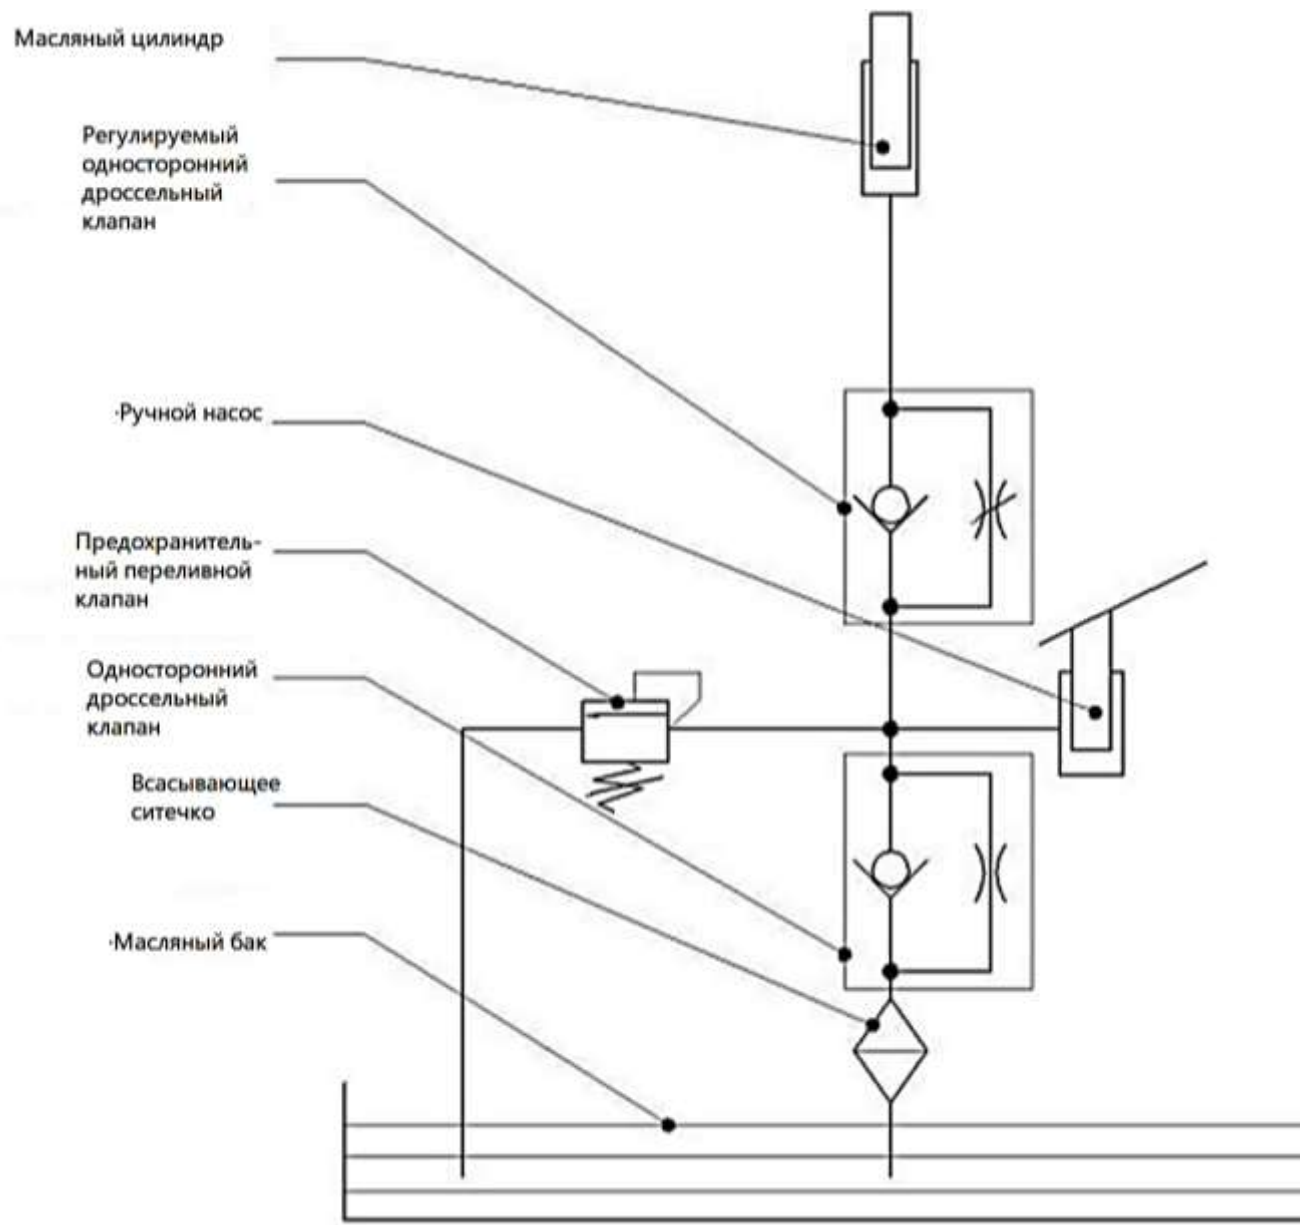 Масляный цилиндр
Регулируемый
односторонний
дроссельный
клапан
·Ручной насос
Предохранитель-
ный переливной
клапан
Односторонний
дроссельный
клапан
Всасывающее
ситечко
·Масляный бак